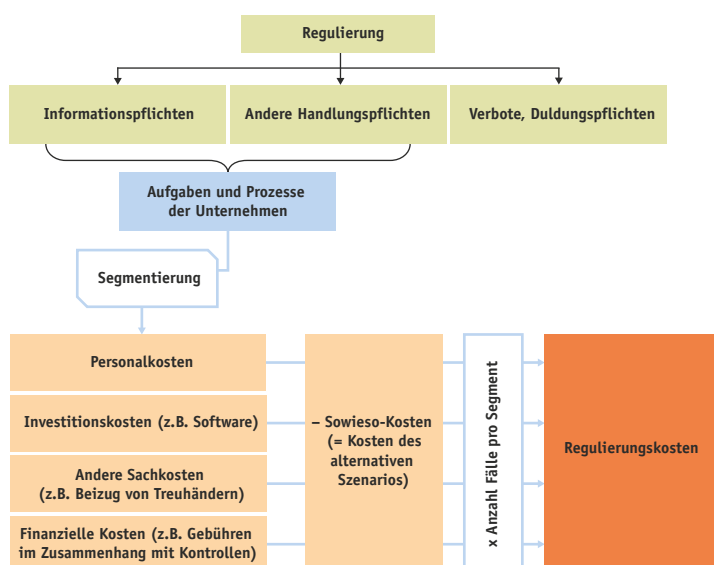 Regulierung
Informationspflichten
Andere Handlungspflichten
Verbote, Duldungspflichten
Aufgaben und Prozesse
der Unternehmen
Segmentierung
Personalkosten
Investitionskosten (z.B. Software)
Andere Sachkosten
(z.B. Beizug von Treuhändern)
Finanzielle Kosten (z.B. Gebühren
im Zusammenhang mit Kontrollen)
– Sowieso-Kosten
(= Kosten des
alternativen
Szenarios)
x Anzahl Fälle pro Segment
Regulierungskosten